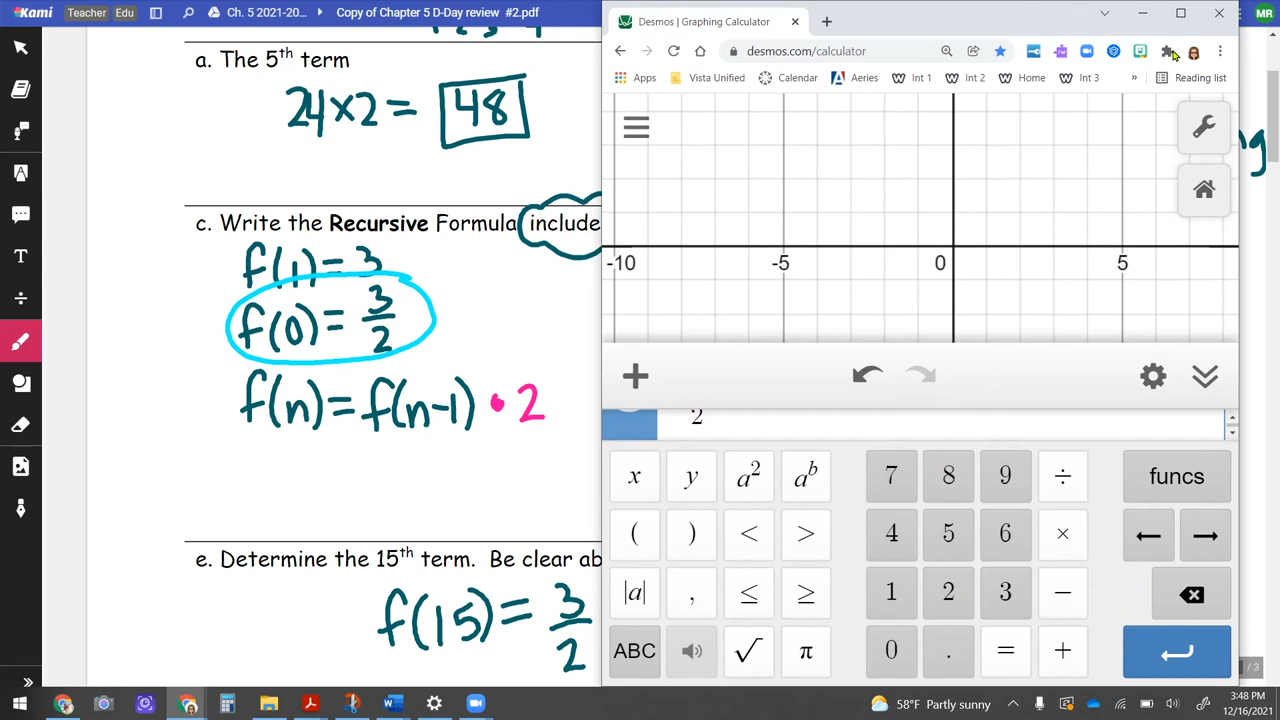 Kami
Teacher
Edu
Ch. 5 2021-20
Copy of Chapter 5 D-Day review #2.pdf
Desmos | Graphing Calculator
MR
desmos.com/calculator
Apps
Vista Unified
Calendar
Aeries
Int 1
Int 2
Home
Int 3
»
Reading list
a. The 5th term
24×2 = 48
c. Write the Recursive Formula include
f(1) = 3
f(0) = 3/2
f(n) = f(n-1) • 2
e. Determine the 15th term. Be clear ab
f(15) = 3/2
-10
-5
0
5
2
x y a² aᵇ 7 8 9 ÷ funcs
( ) < > 4 5 6 × ← →
|a| , ≤ ≥ 1 2 3 −
ABC √ π 0 . = +
/ 3
58°F Partly sunny
3:48 PM
12/16/2021